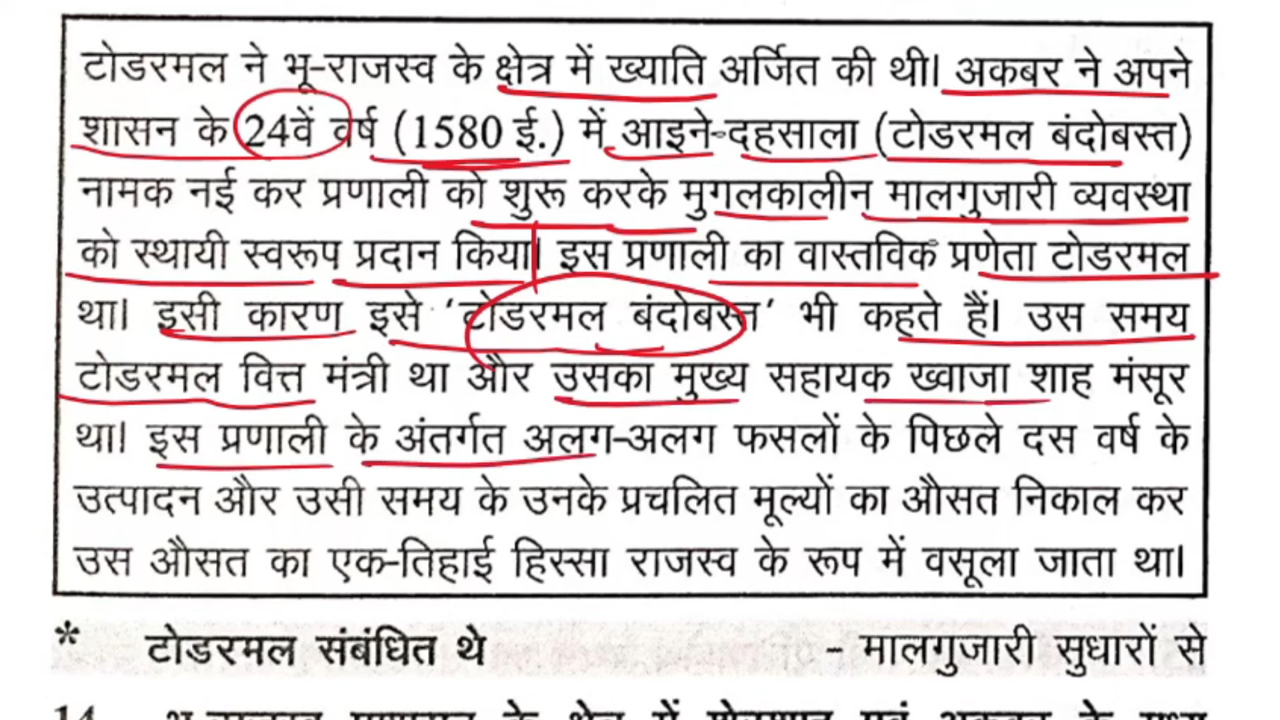 टोडरमल ने भू-राजस्व के क्षेत्र में ख्याति अर्जित की थी। अकबर ने अपने
शासन के 24वें वर्ष (1580 ई.) में आइने-दहसाला (टोडरमल बंदोबस्त)
नामक नई कर प्रणाली को शुरू करके मुगलकालीन मालगुजारी व्यवस्था
को स्थायी स्वरूप प्रदान किया। इस प्रणाली का वास्तविक प्रणेता टोडरमल
था। इसी कारण इसे ‘टोडरमल बंदोबस्त’ भी कहते हैं। उस समय
टोडरमल वित्त मंत्री था और उसका मुख्य सहायक ख्वाजा शाह मंसूर
था। इस प्रणाली के अंतर्गत अलग-अलग फसलों के पिछले दस वर्ष के
उत्पादन और उसी समय के उनके प्रचलित मूल्यों का औसत निकाल कर
उस औसत का एक-तिहाई हिस्सा राजस्व के रूप में वसूला जाता था।
* टोडरमल संबंधित थे – मालगुजारी सुधारों से
14